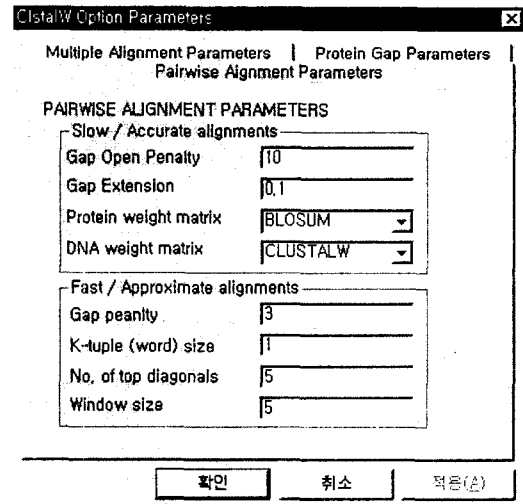 ClstalW Option Parameters
Multiple Alignment Parameters | Protein Gap Parameters |
Pairwise Aignment Parameters
PAIRWISE ALIGNMENT PARAMETERS
Slow / Accurate alignments
Gap Open Penalty 10
Gap Extension 0,1
Protein weight matrix BLOSUM
DNA weight matrix CLUSTALW
Fast / Approximate alignments
Gap peanlty 3
K-tuple (word) size 1
No, of top diagonals 5
Window size 5
확인 취소 적용(A)